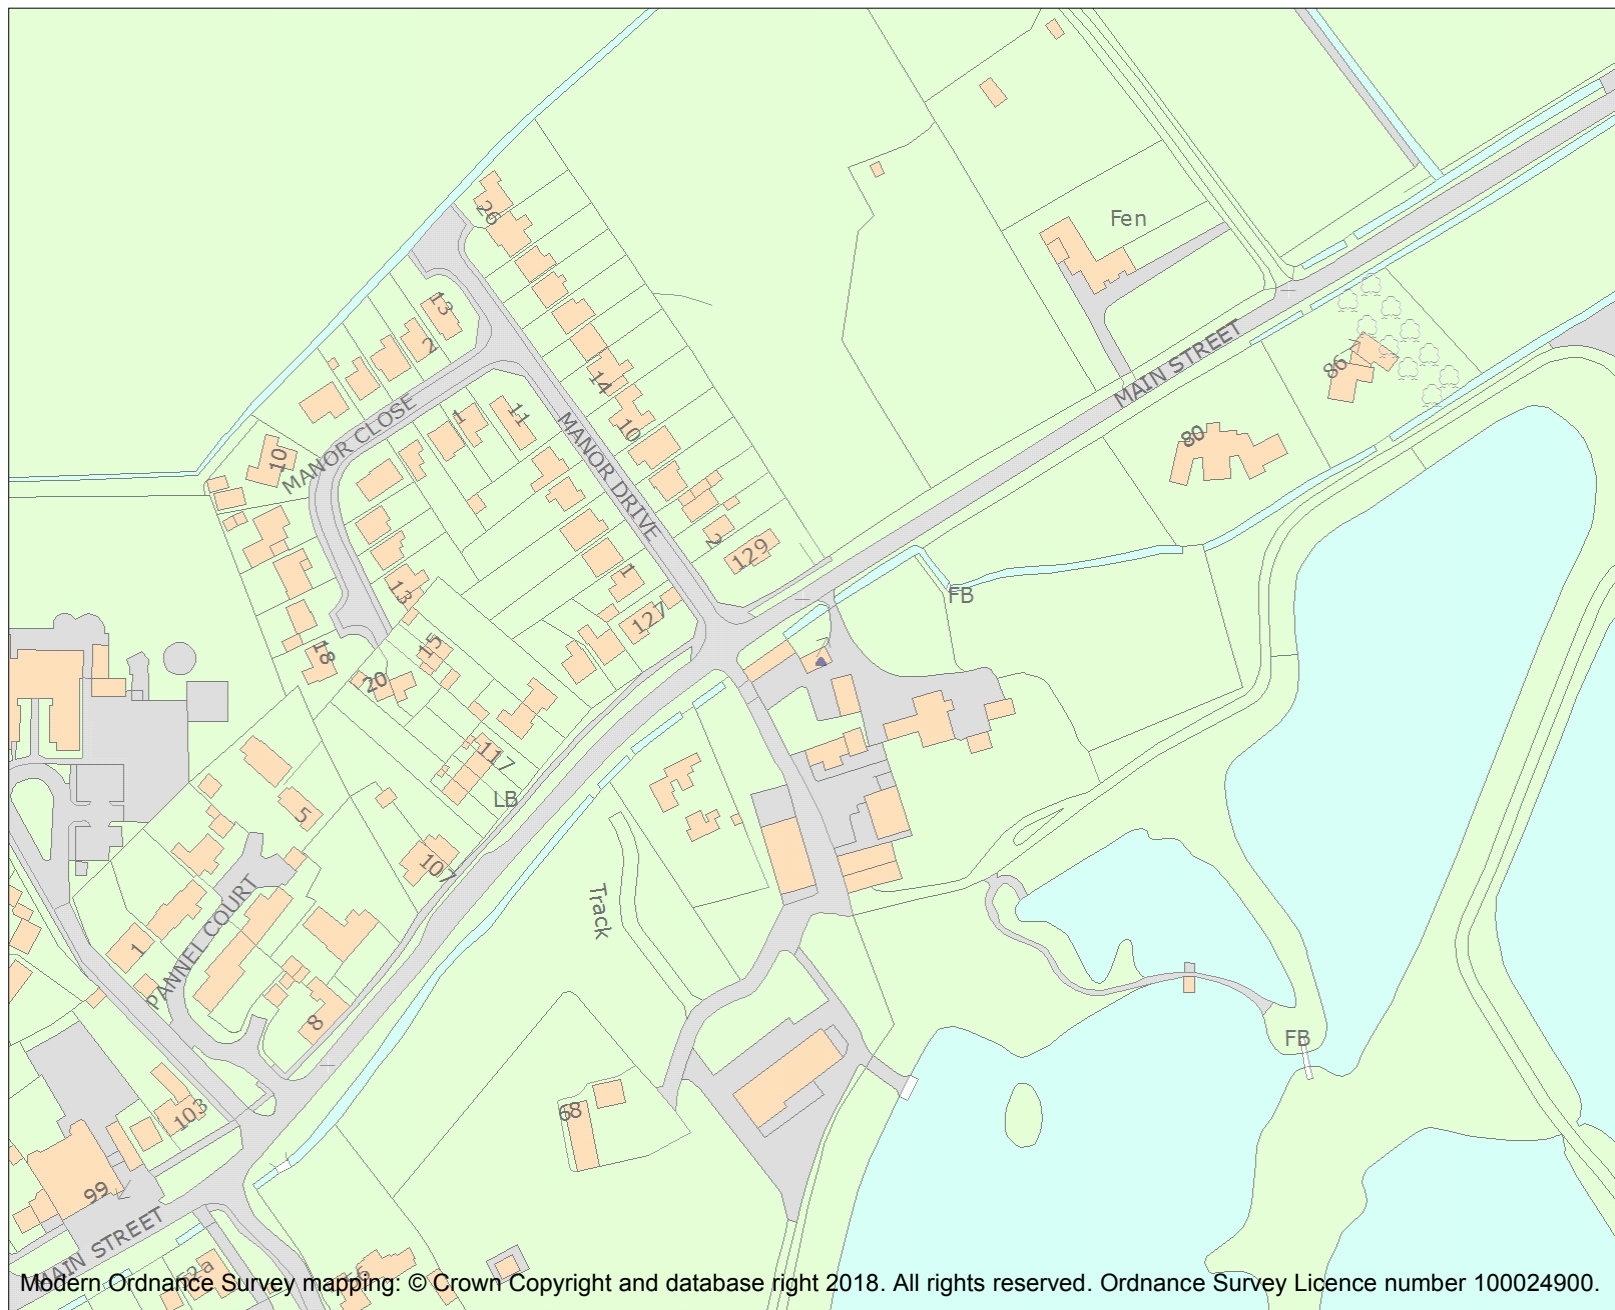 Fen
26
13
2
MAIN STREET
86
14
MANOR CLOSE
1
11
MANOR DRIVE
10
80
10
2
129
1
FB
13
127
15
18
20
117
LB
5
107
Track
PANNEL COURT
1
8
FB
68
103
99
MAIN STREET
Modern Ordnance Survey mapping: © Crown Copyright and database right 2018. All rights reserved. Ordnance Survey Licence number 100024900.